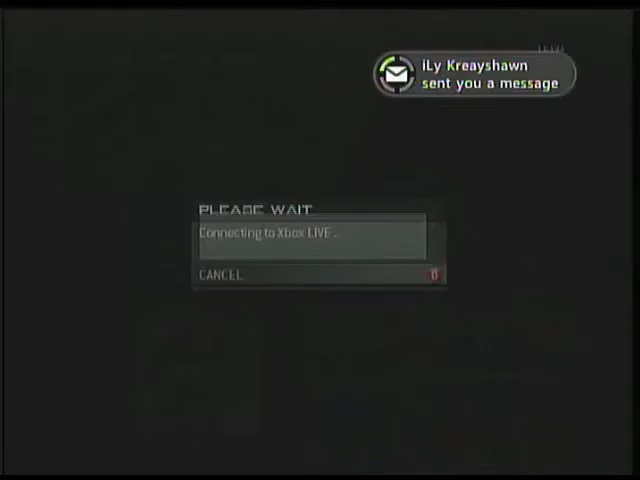 iLy Kreayshawn
sent you a message
PLEASE WAIT
Connecting to Xbox LIVE...
CANCEL